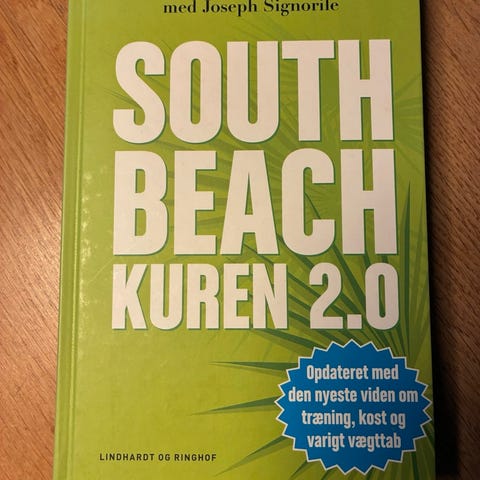 med Joseph Signorile
SOUTH
BEACH
KUREN 2.0
Opdateret med
den nyeste viden om
træning, kost og
varigt vægttab
LINDHARDT OG RINGHOF